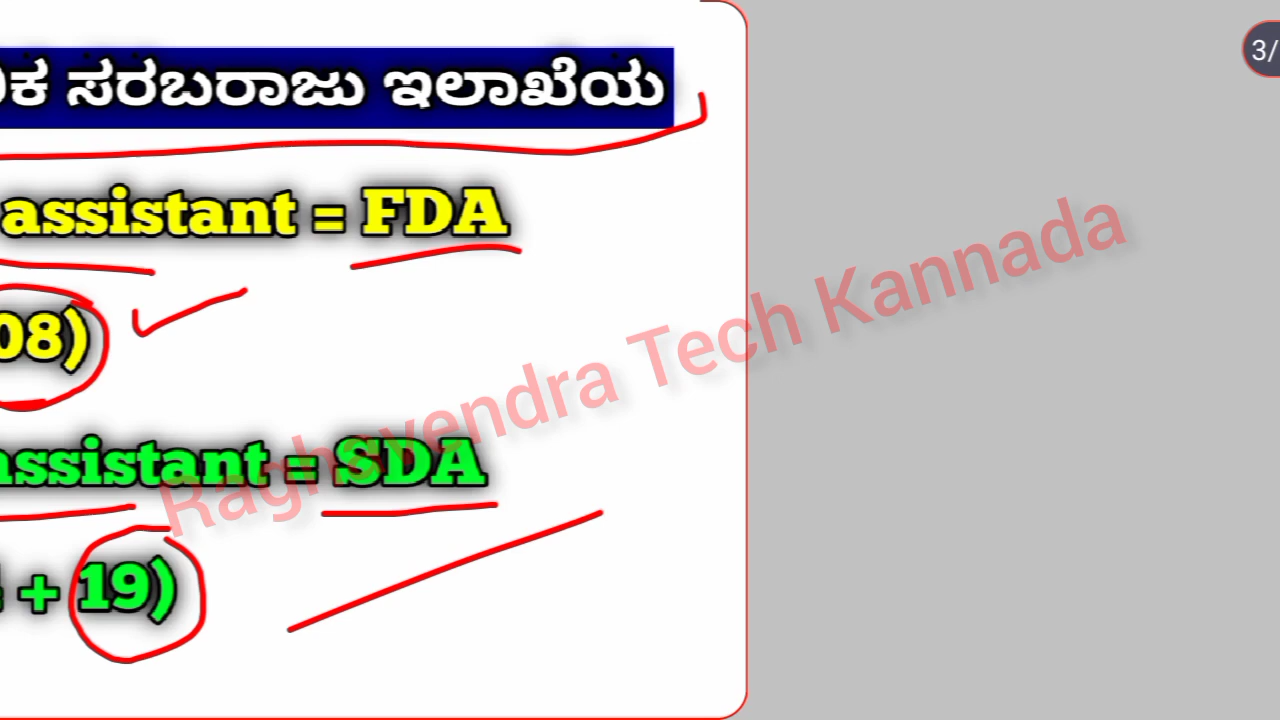 ಕ ಸರಬರಾಜು ಇಲಾಖೆಯ
3/
assistant = FDA
08)
Raghavendra Tech Kannada
assistant = SDA
+ 19)